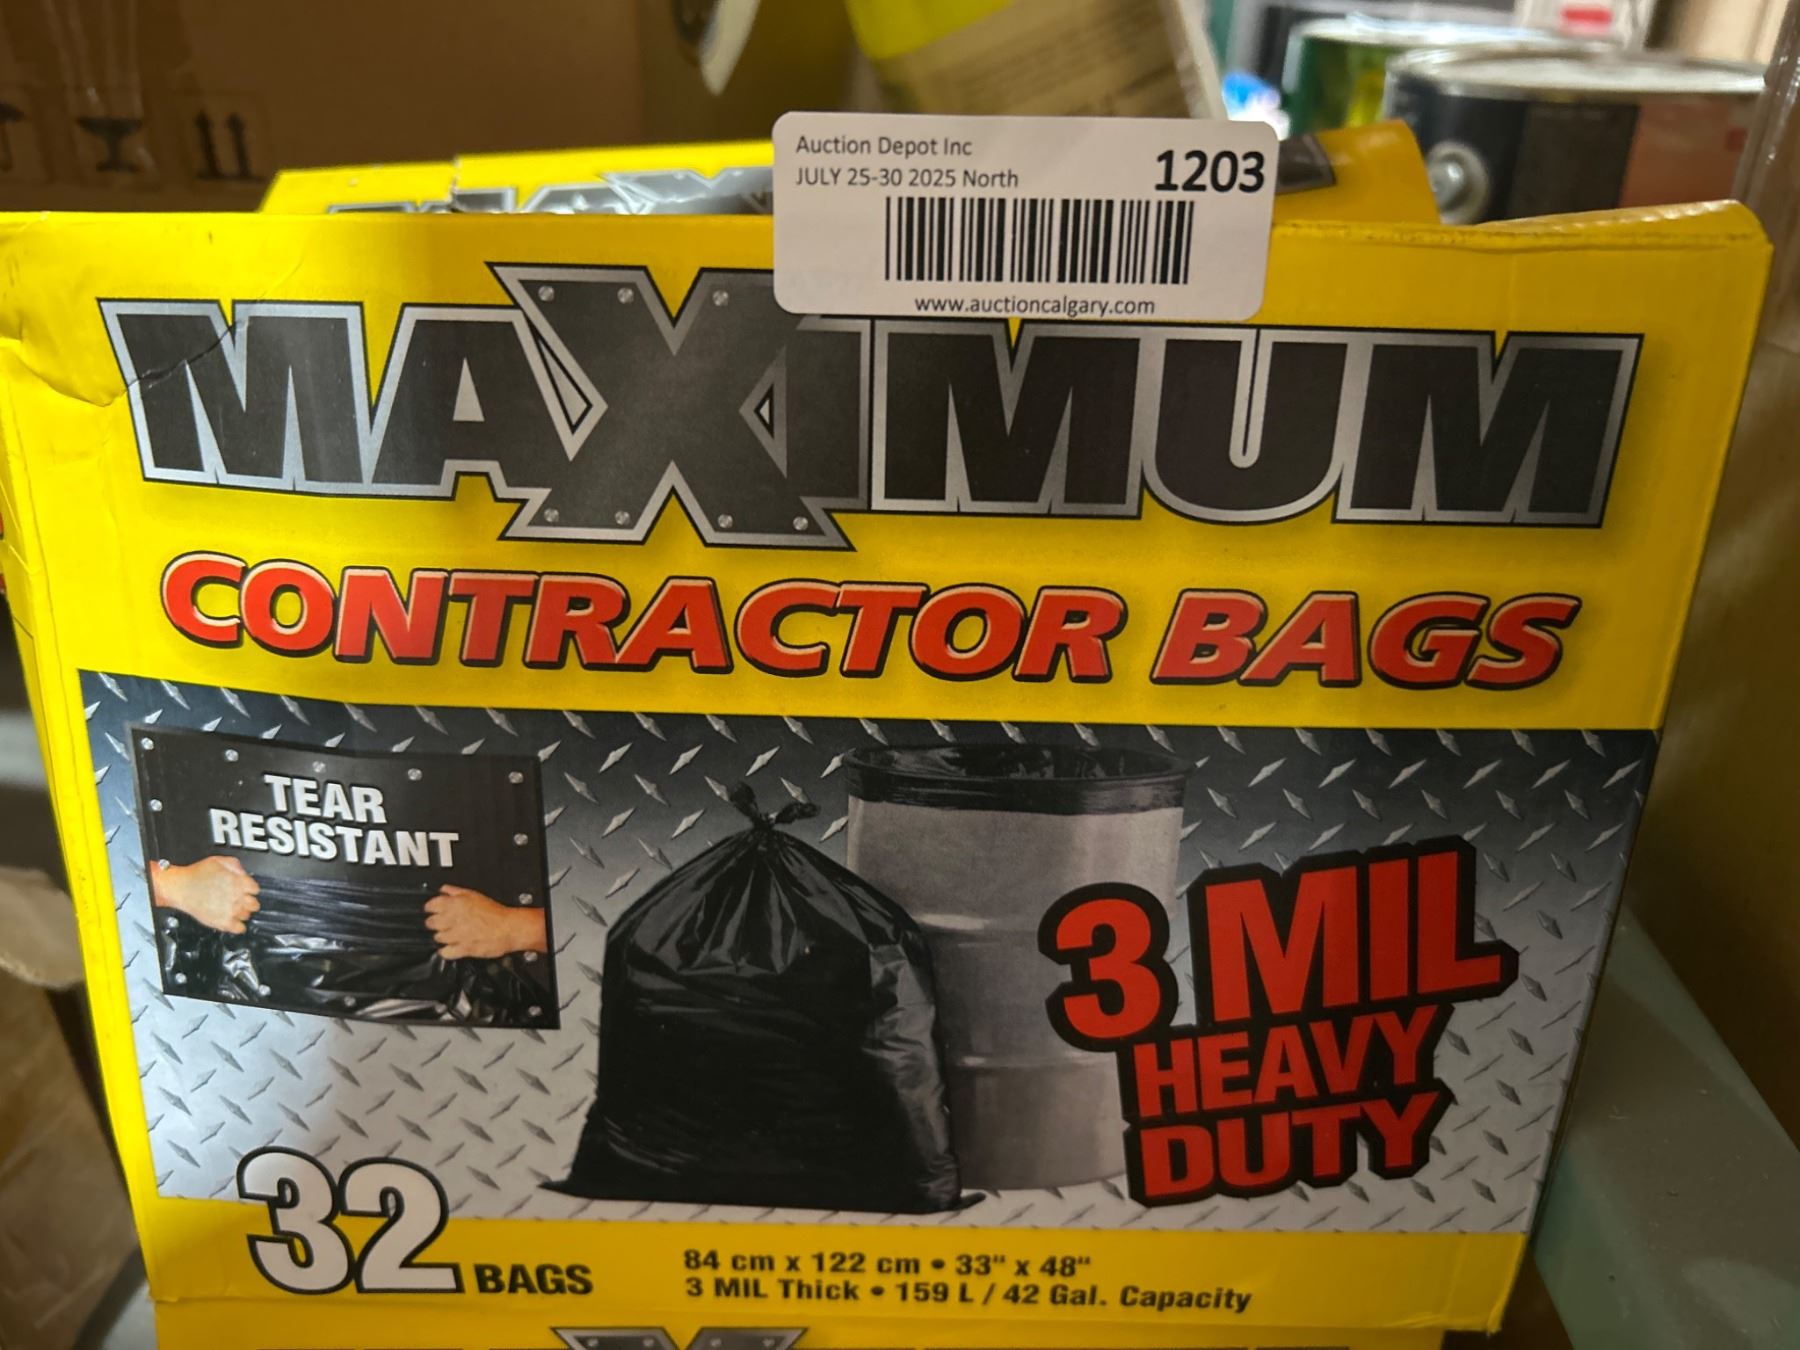 Auction Depot Inc
JULY 25-30 2025 North
1203
www.auctioncalgary.com
MAXIMUM
CONTRACTOR BAGS
TEAR
RESISTANT
3 MIL
HEAVY
DUTY
32 BAGS
84 cm x 122 cm • 33" x 48"
3 MIL Thick • 159 L / 42 Gal. Capacity